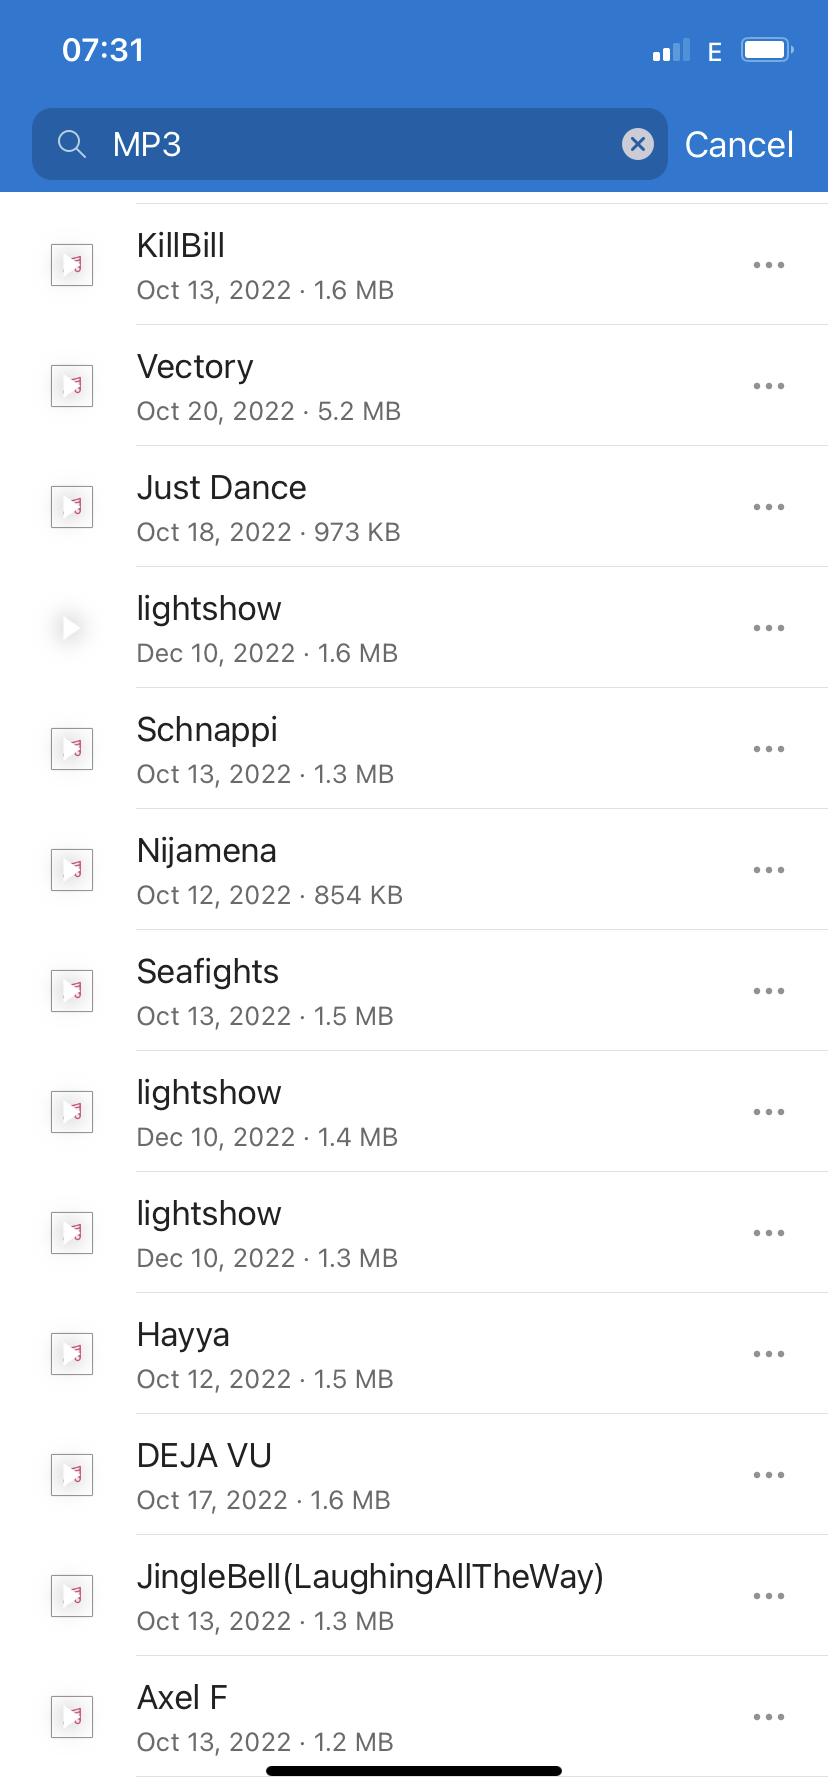 07:31
E
MP3
Cancel
KillBill
Oct 13, 2022 · 1.6 MB
Vectory
Oct 20, 2022 · 5.2 MB
Just Dance
Oct 18, 2022 · 973 KB
lightshow
Dec 10, 2022 · 1.6 MB
Schnappi
Oct 13, 2022 · 1.3 MB
Nijamena
Oct 12, 2022 · 854 KB
Seafights
Oct 13, 2022 · 1.5 MB
lightshow
Dec 10, 2022 · 1.4 MB
lightshow
Dec 10, 2022 · 1.3 MB
Hayya
Oct 12, 2022 · 1.5 MB
DEJA VU
Oct 17, 2022 · 1.6 MB
JingleBell(LaughingAllTheWay)
Oct 13, 2022 · 1.3 MB
Axel F
Oct 13, 2022 · 1.2 MB